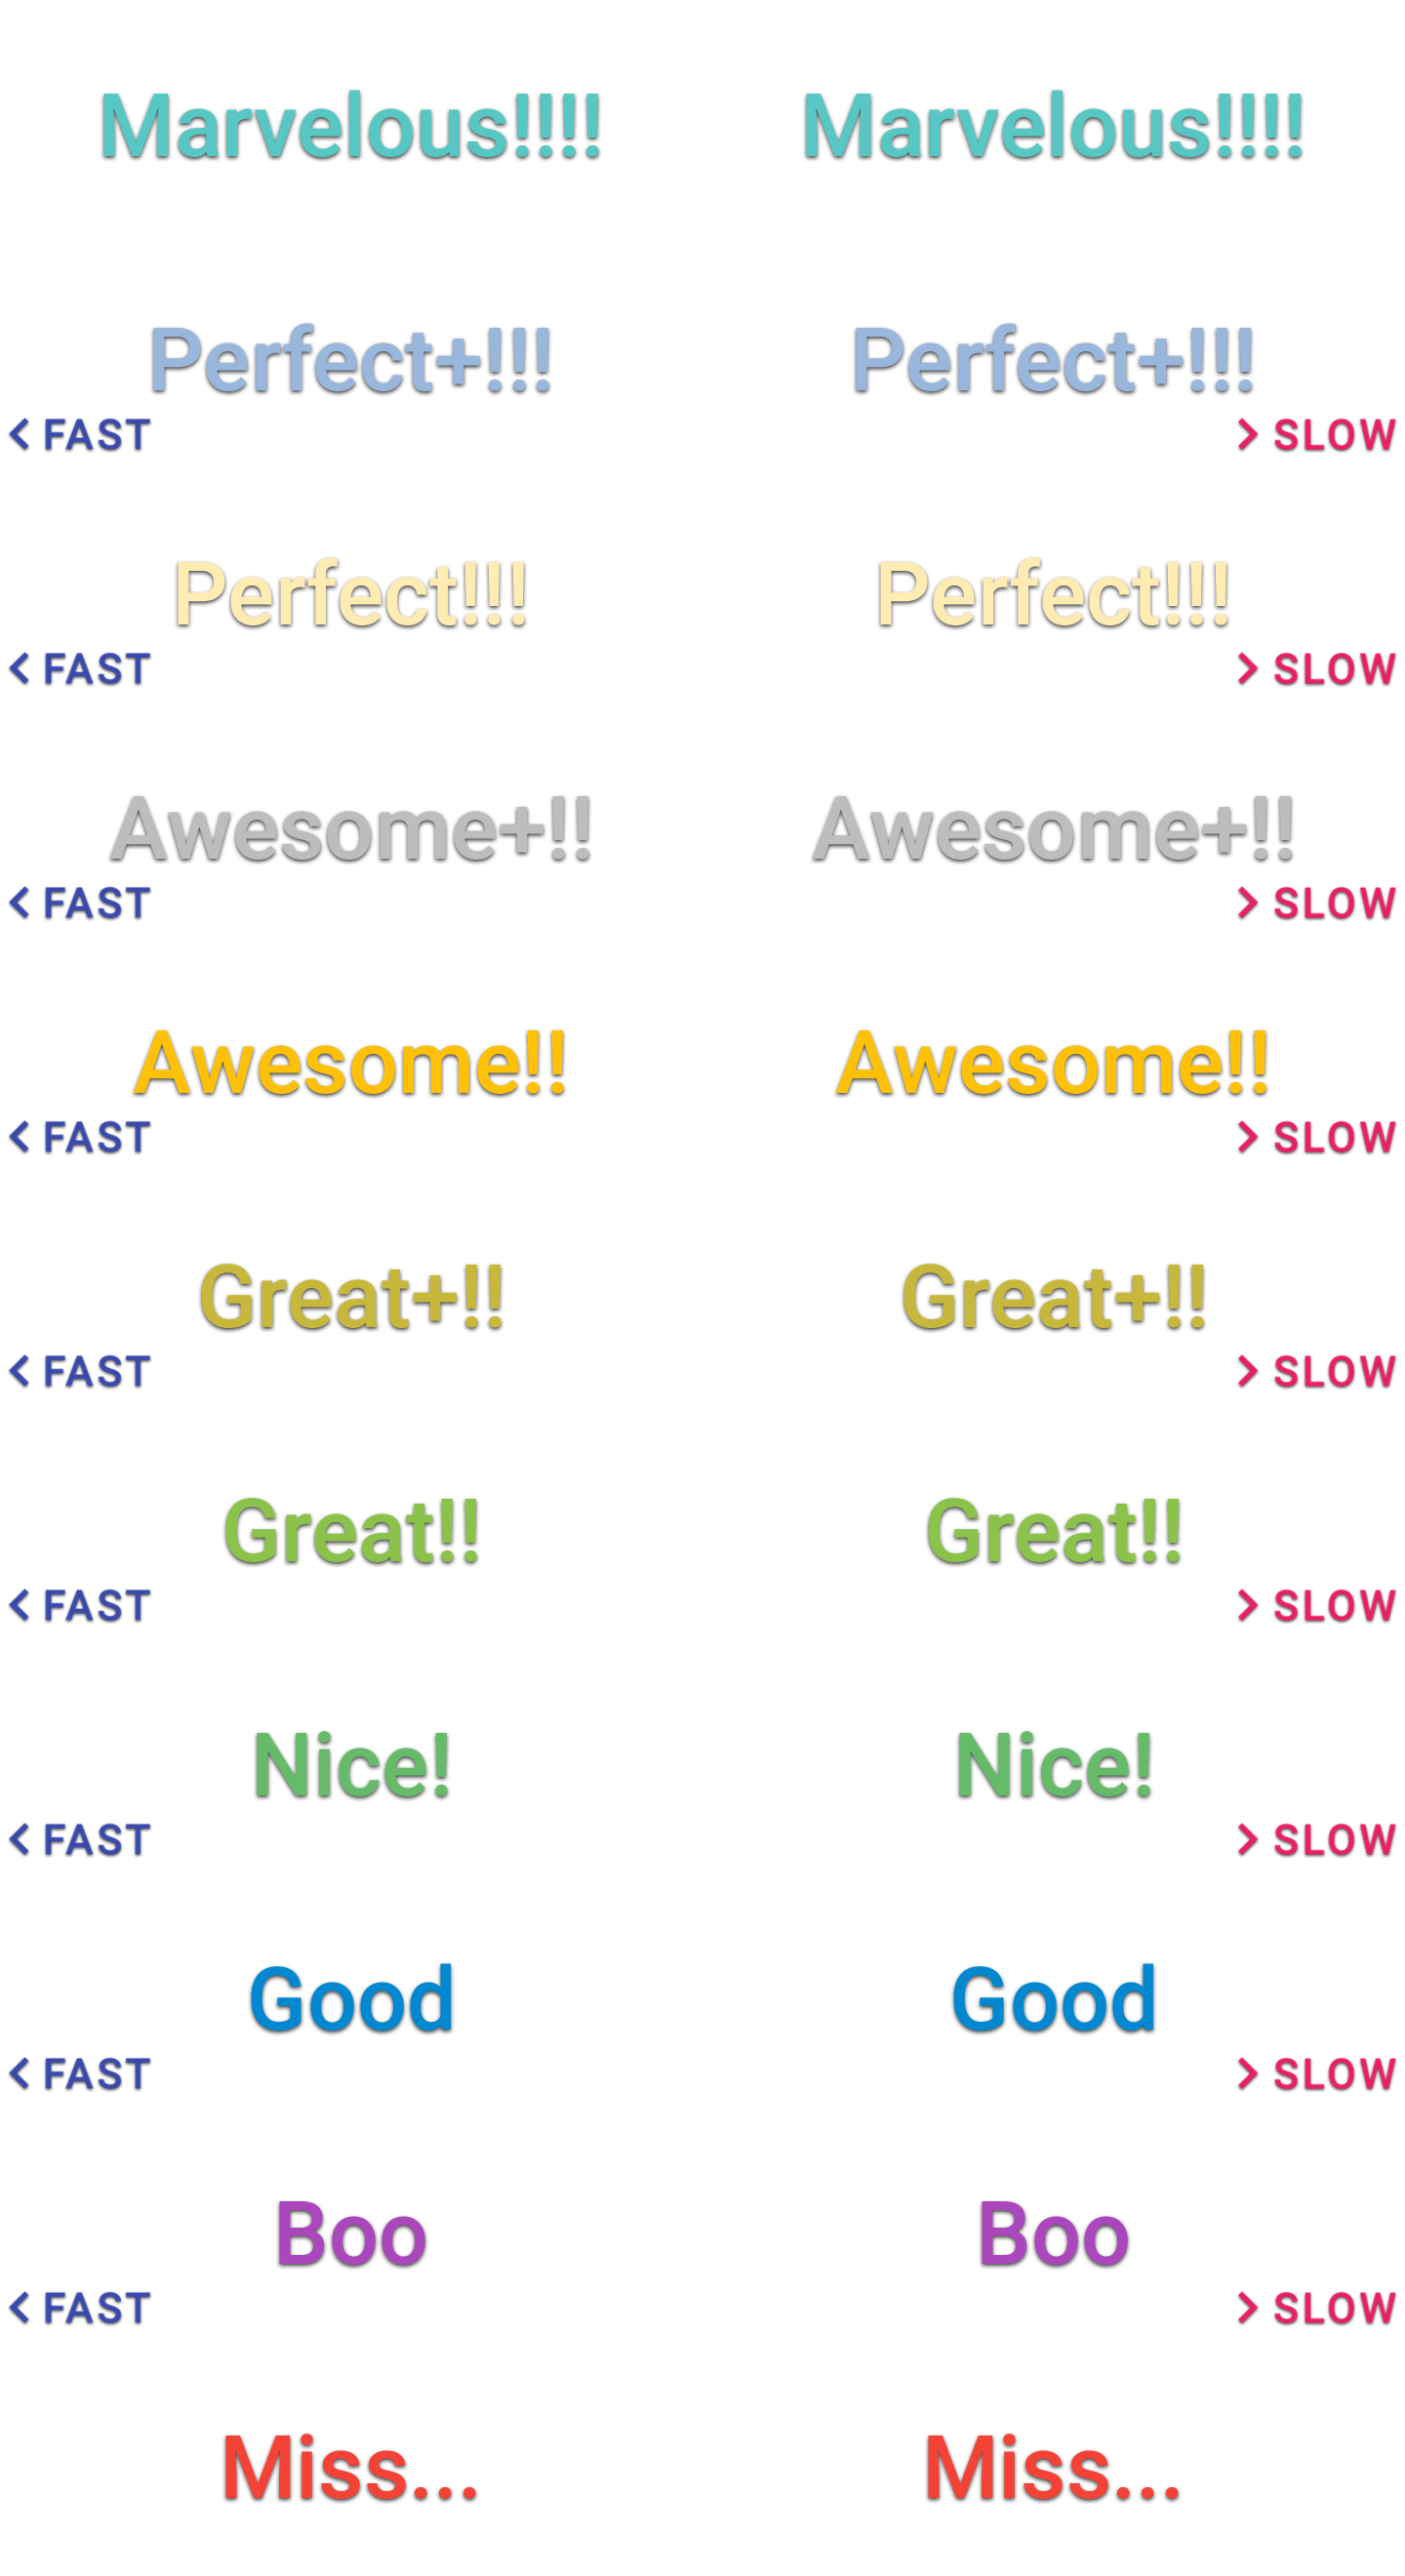 Marvelous!!!! Marvelous!!!!
Perfect+!!! Perfect+!!!
< FAST > SLOW
Perfect!!! Perfect!!!
< FAST > SLOW
Awesome+!! Awesome+!!
< FAST > SLOW
Awesome!! Awesome!!
< FAST > SLOW
Great+!! Great+!!
< FAST > SLOW
Great!! Great!!
< FAST > SLOW
Nice! Nice!
< FAST > SLOW
Good Good
< FAST > SLOW
Boo Boo
< FAST > SLOW
Miss... Miss...